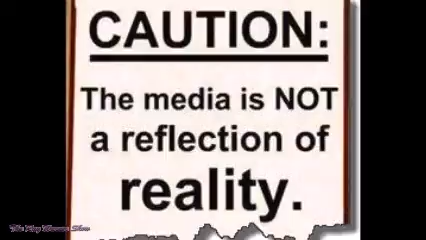 CAUTION:
The media is NOT
a reflection of
reality.